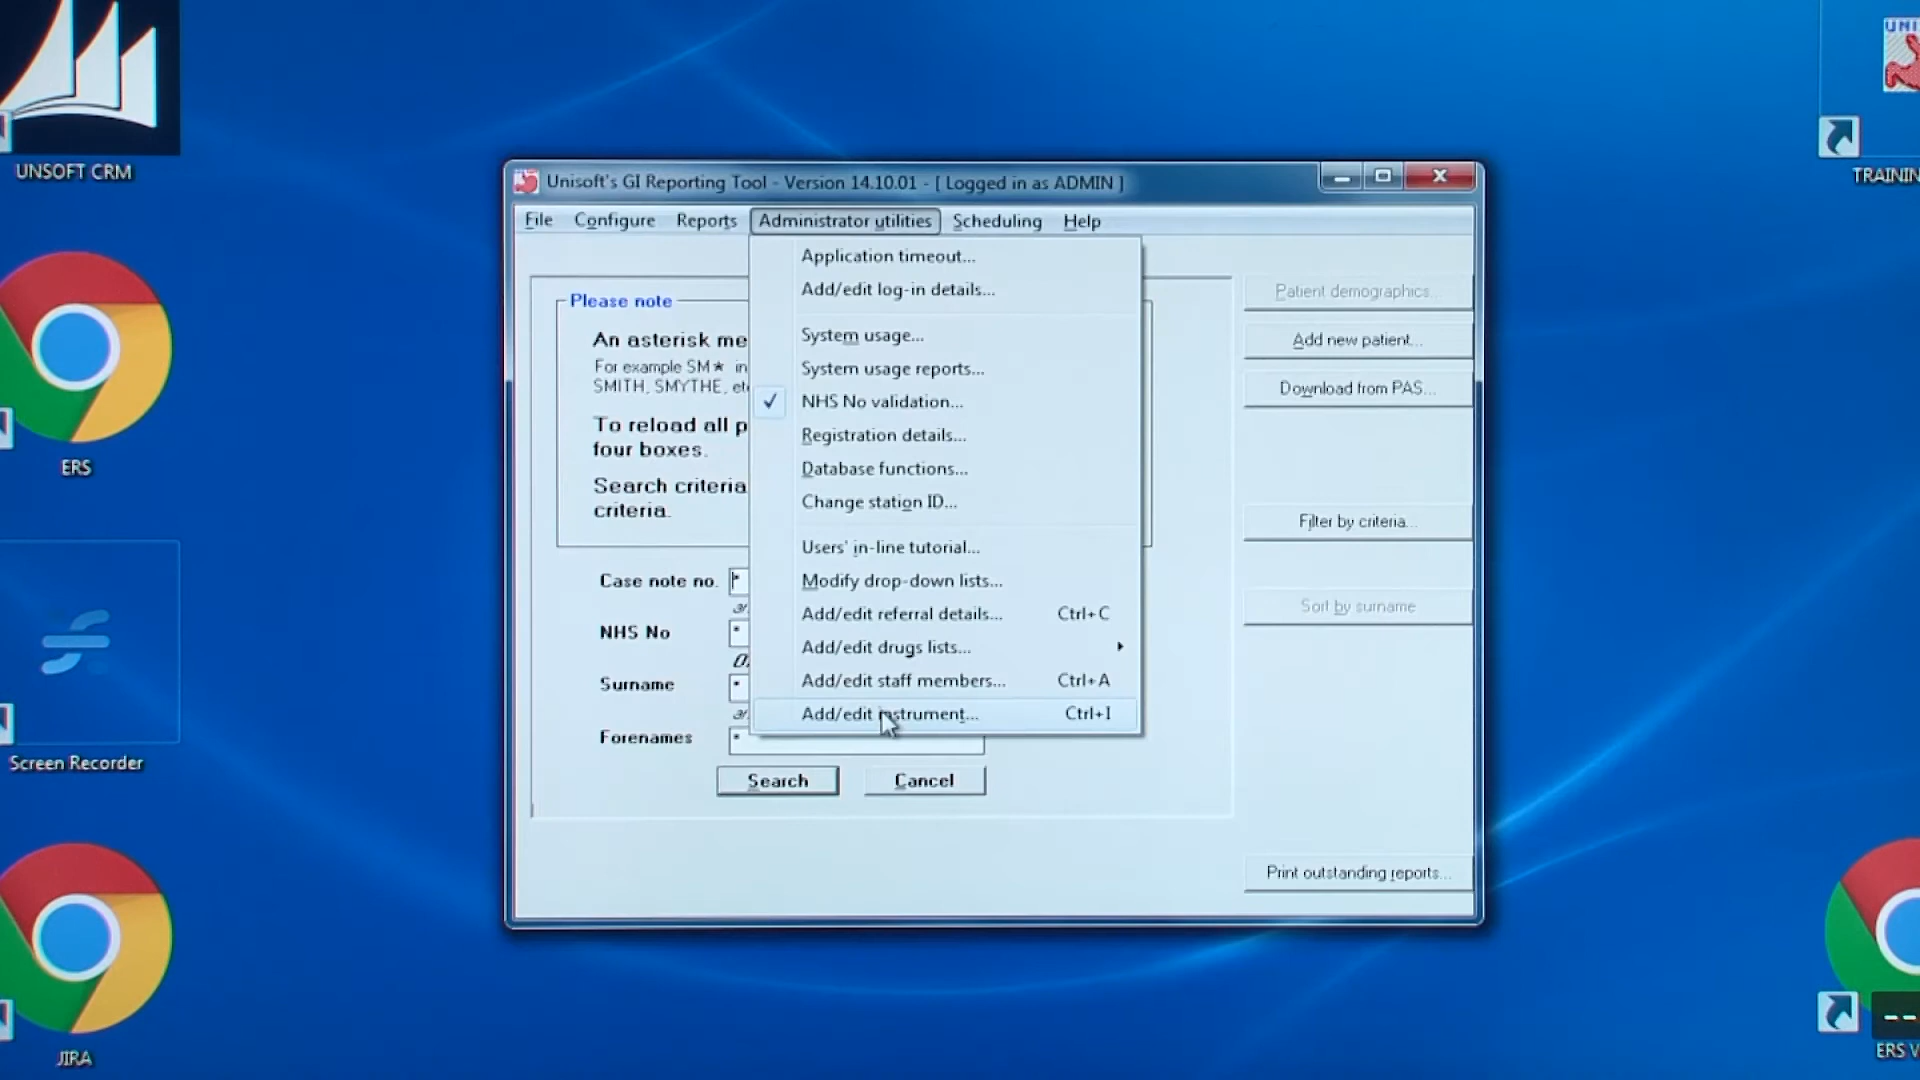 UNSOFT CRM
ERS
Screen Recorder
JIRA
UNI
TRAININ
ERS V
Unisoft's GI Reporting Tool - Version 14.10.01 - [ Logged in as ADMIN ]
File Configure Reports Administrator utilities Scheduling Help
Application timeout...
Add/edit log-in details...
System usage...
System usage reports...
NHS No validation...
Registration details...
Database functions...
Change station ID...
Users' in-line tutorial...
Modify drop-down lists...
Add/edit referral details... Ctrl+C
Add/edit drugs lists...
Add/edit staff members... Ctrl+A
Add/edit instrument... Ctrl+I
Please note
An asterisk me
For example SM* in
SMITH, SMYTHE, etc
To reload all p
four boxes.
Search criteria
criteria.
Case note no. *
NHS No *
Surname *
Forenames *
Search Cancel
Patient demographics...
Add new patient...
Download from PAS...
Filter by criteria...
Sort by surname
Print outstanding reports...